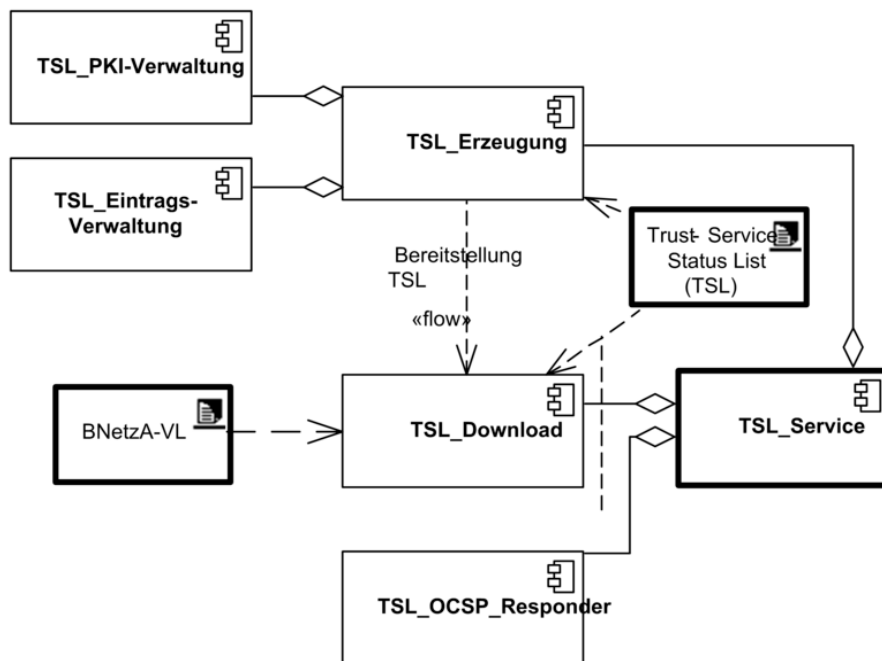 TSL_PKI-Verwaltung
TSL_Erzeugung
TSL_Eintrags-
Verwaltung
Trust- Service
Status List
(TSL)
Bereitstellung
TSL
«flow»
BNetzA-VL
TSL_Download
TSL_Service
TSL_OCSP_Responder